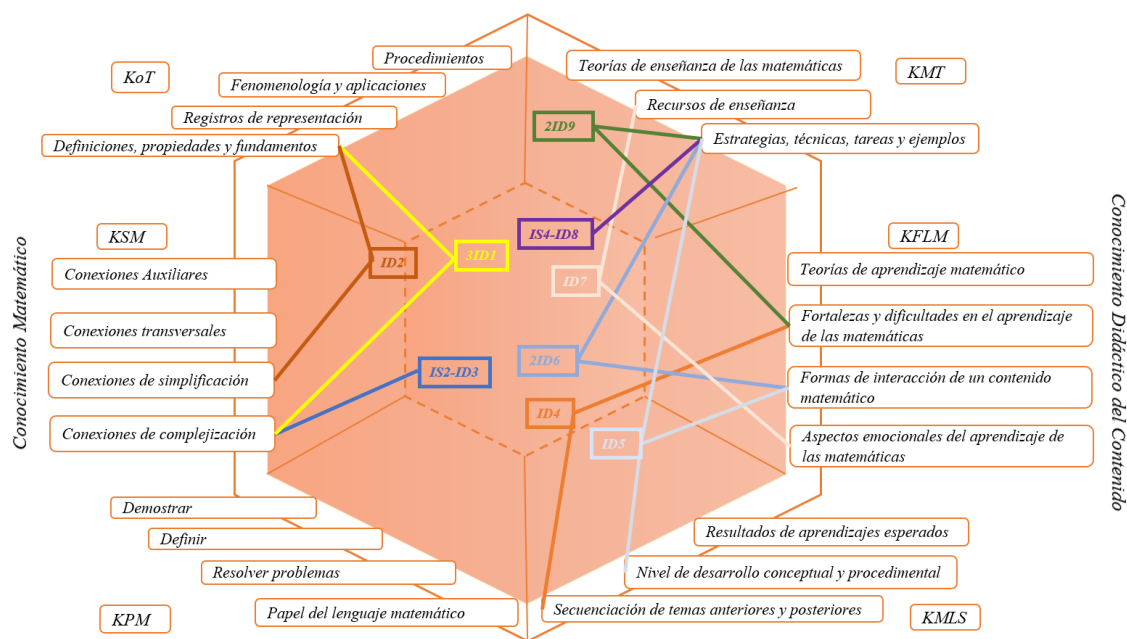 Procedimientos
Teorías de enseñanza de las matemáticas
KoT
KMT
Fenomenología y aplicaciones
Recursos de enseñanza
Registros de representación
2ID9
Estrategias, técnicas, tareas y ejemplos
Definiciones, propiedades y fundamentos
KSM
IS4-ID8
KFLM
ID2
3ID1
Conexiones Auxiliares
ID7
Teorías de aprendizaje matemático
Conexiones transversales
Fortalezas y dificultades en el aprendizaje
de las matemáticas
Conexiones de simplificación
IS2-ID3
2ID6
Formas de interacción de un contenido
matemático
Conexiones de complejización
ID4
ID5
Aspectos emocionales del aprendizaje de
las matemáticas
Conocimiento Matemático
Conocimiento Didáctico del Contenido
Demostrar
Definir
Resolver problemas
Papel del lenguaje matemático
Resultados de aprendizajes esperados
Nivel de desarrollo conceptual y procedimental
Secuenciación de temas anteriores y posteriores
KPM
KMLS